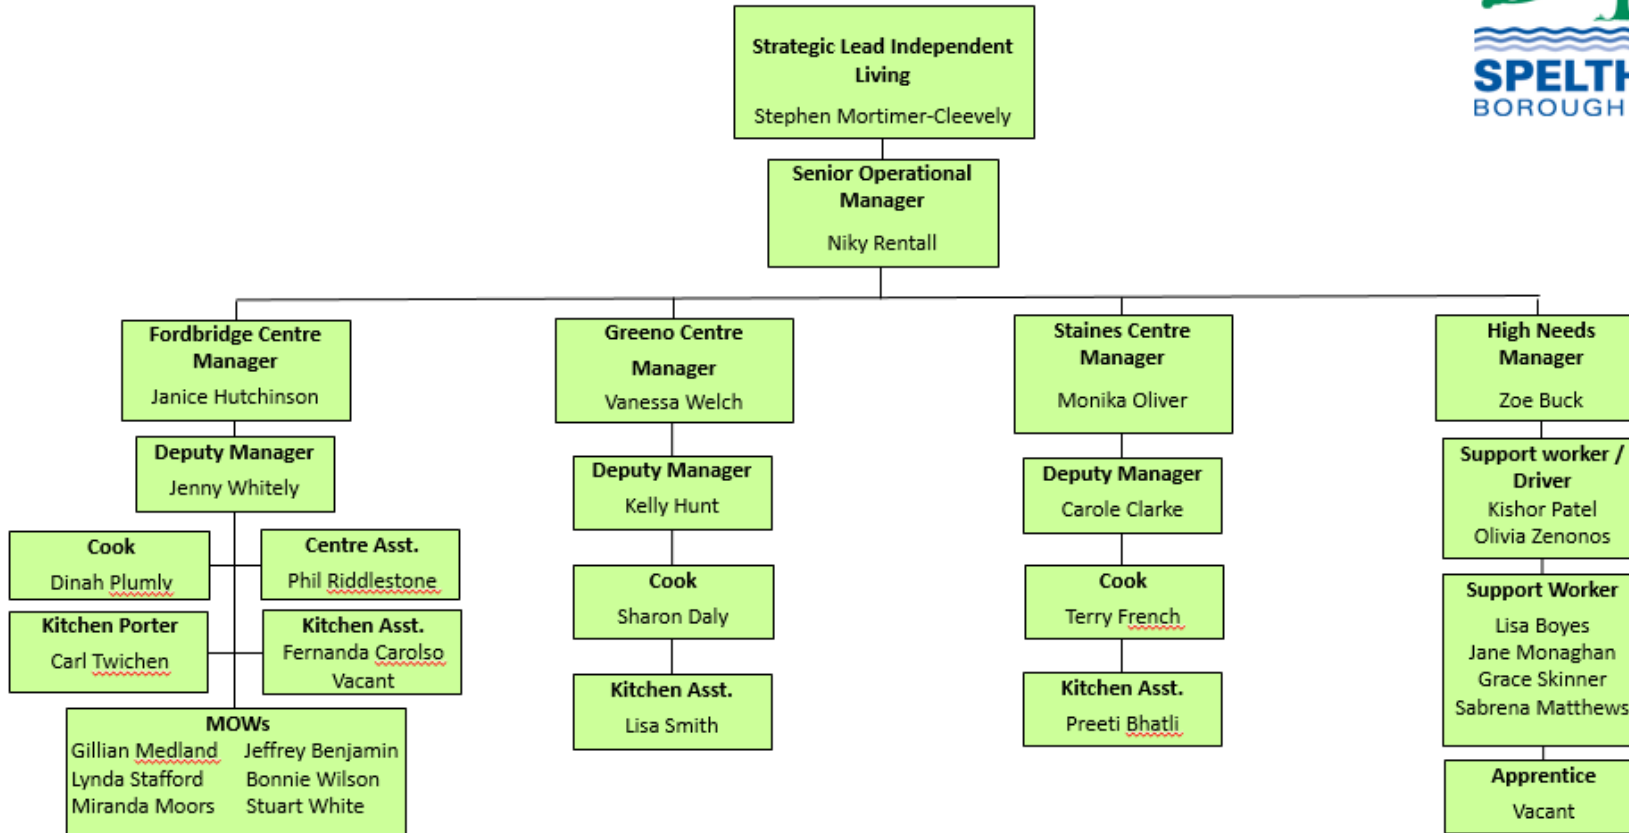 Strategic Lead Independent
Living
Stephen Mortimer-Cleevely
SPELTH
BOROUGH
Senior Operational
Manager
Niky Rentall
Fordbridge Centre
Manager
Janice Hutchinson
Deputy Manager
Jenny Whitely
Cook
Dinah Plumly
Centre Asst.
Phil Riddlestone
Kitchen Porter
Carl Twichen
Kitchen Asst.
Fernanda Carolso
Vacant
MOWs
Gillian Medland Jeffrey Benjamin
Lynda Stafford Bonnie Wilson
Miranda Moors Stuart White
Greeno Centre
Manager
Vanessa Welch
Deputy Manager
Kelly Hunt
Cook
Sharon Daly
Kitchen Asst.
Lisa Smith
Staines Centre
Manager
Monika Oliver
Deputy Manager
Carole Clarke
Cook
Terry French
Kitchen Asst.
Preeti Bhatli
High Needs
Manager
Zoe Buck
Support worker /
Driver
Kishor Patel
Olivia Zenonos
Support Worker
Lisa Boyes
Jane Monaghan
Grace Skinner
Sabrena Matthews
Apprentice
Vacant